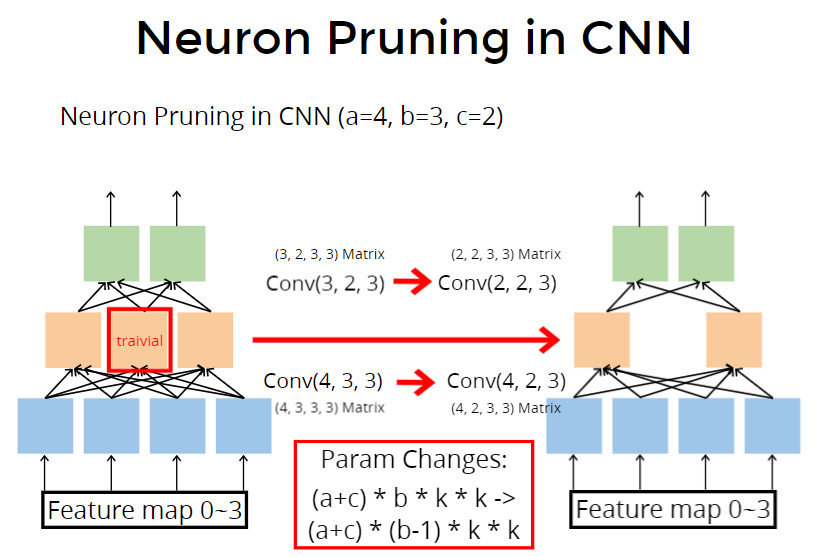 Neuron Pruning in CNN
Neuron Pruning in CNN (a=4, b=3, c=2)
(3, 2, 3, 3) Matrix
(2, 2, 3, 3) Matrix
Conv(3, 2, 3)
Conv(2, 2, 3)
traivial
Conv(4, 3, 3)
Conv(4, 2, 3)
(4, 3, 3, 3) Matrix
(4, 2, 3, 3) Matrix
Param Changes:
(a+c) * b * k * k ->
(a+c) * (b-1) * k * k
Feature map 0~3
Feature map 0~3